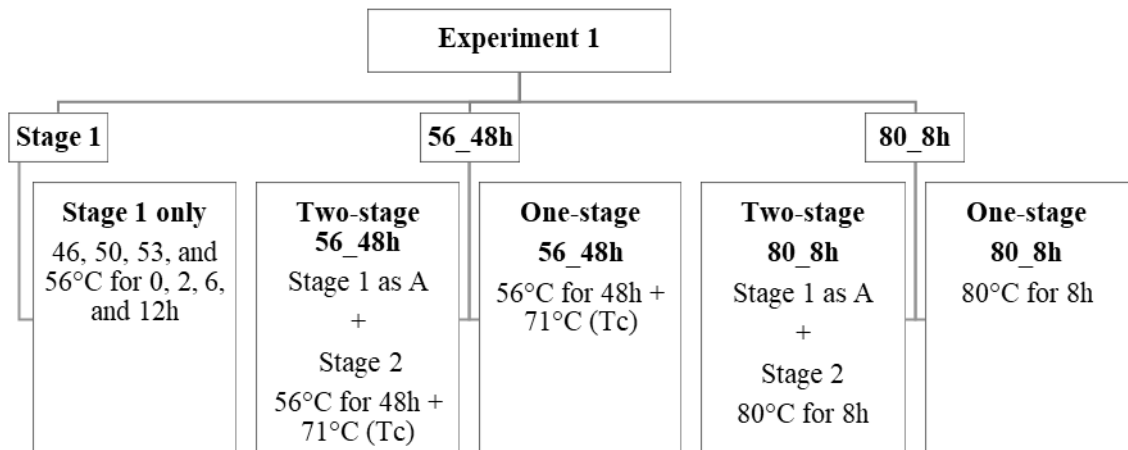 Experiment 1
Stage 1
56_48h
80_8h
Stage 1 only
46, 50, 53, and
56°C for 0, 2, 6,
and 12h
Two-stage
56_48h
Stage 1 as A
+
Stage 2
56°C for 48h +
71°C (Tc)
One-stage
56_48h
56°C for 48h +
71°C (Tc)
Two-stage
80_8h
Stage 1 as A
+
Stage 2
80°C for 8h
One-stage
80_8h
80°C for 8h